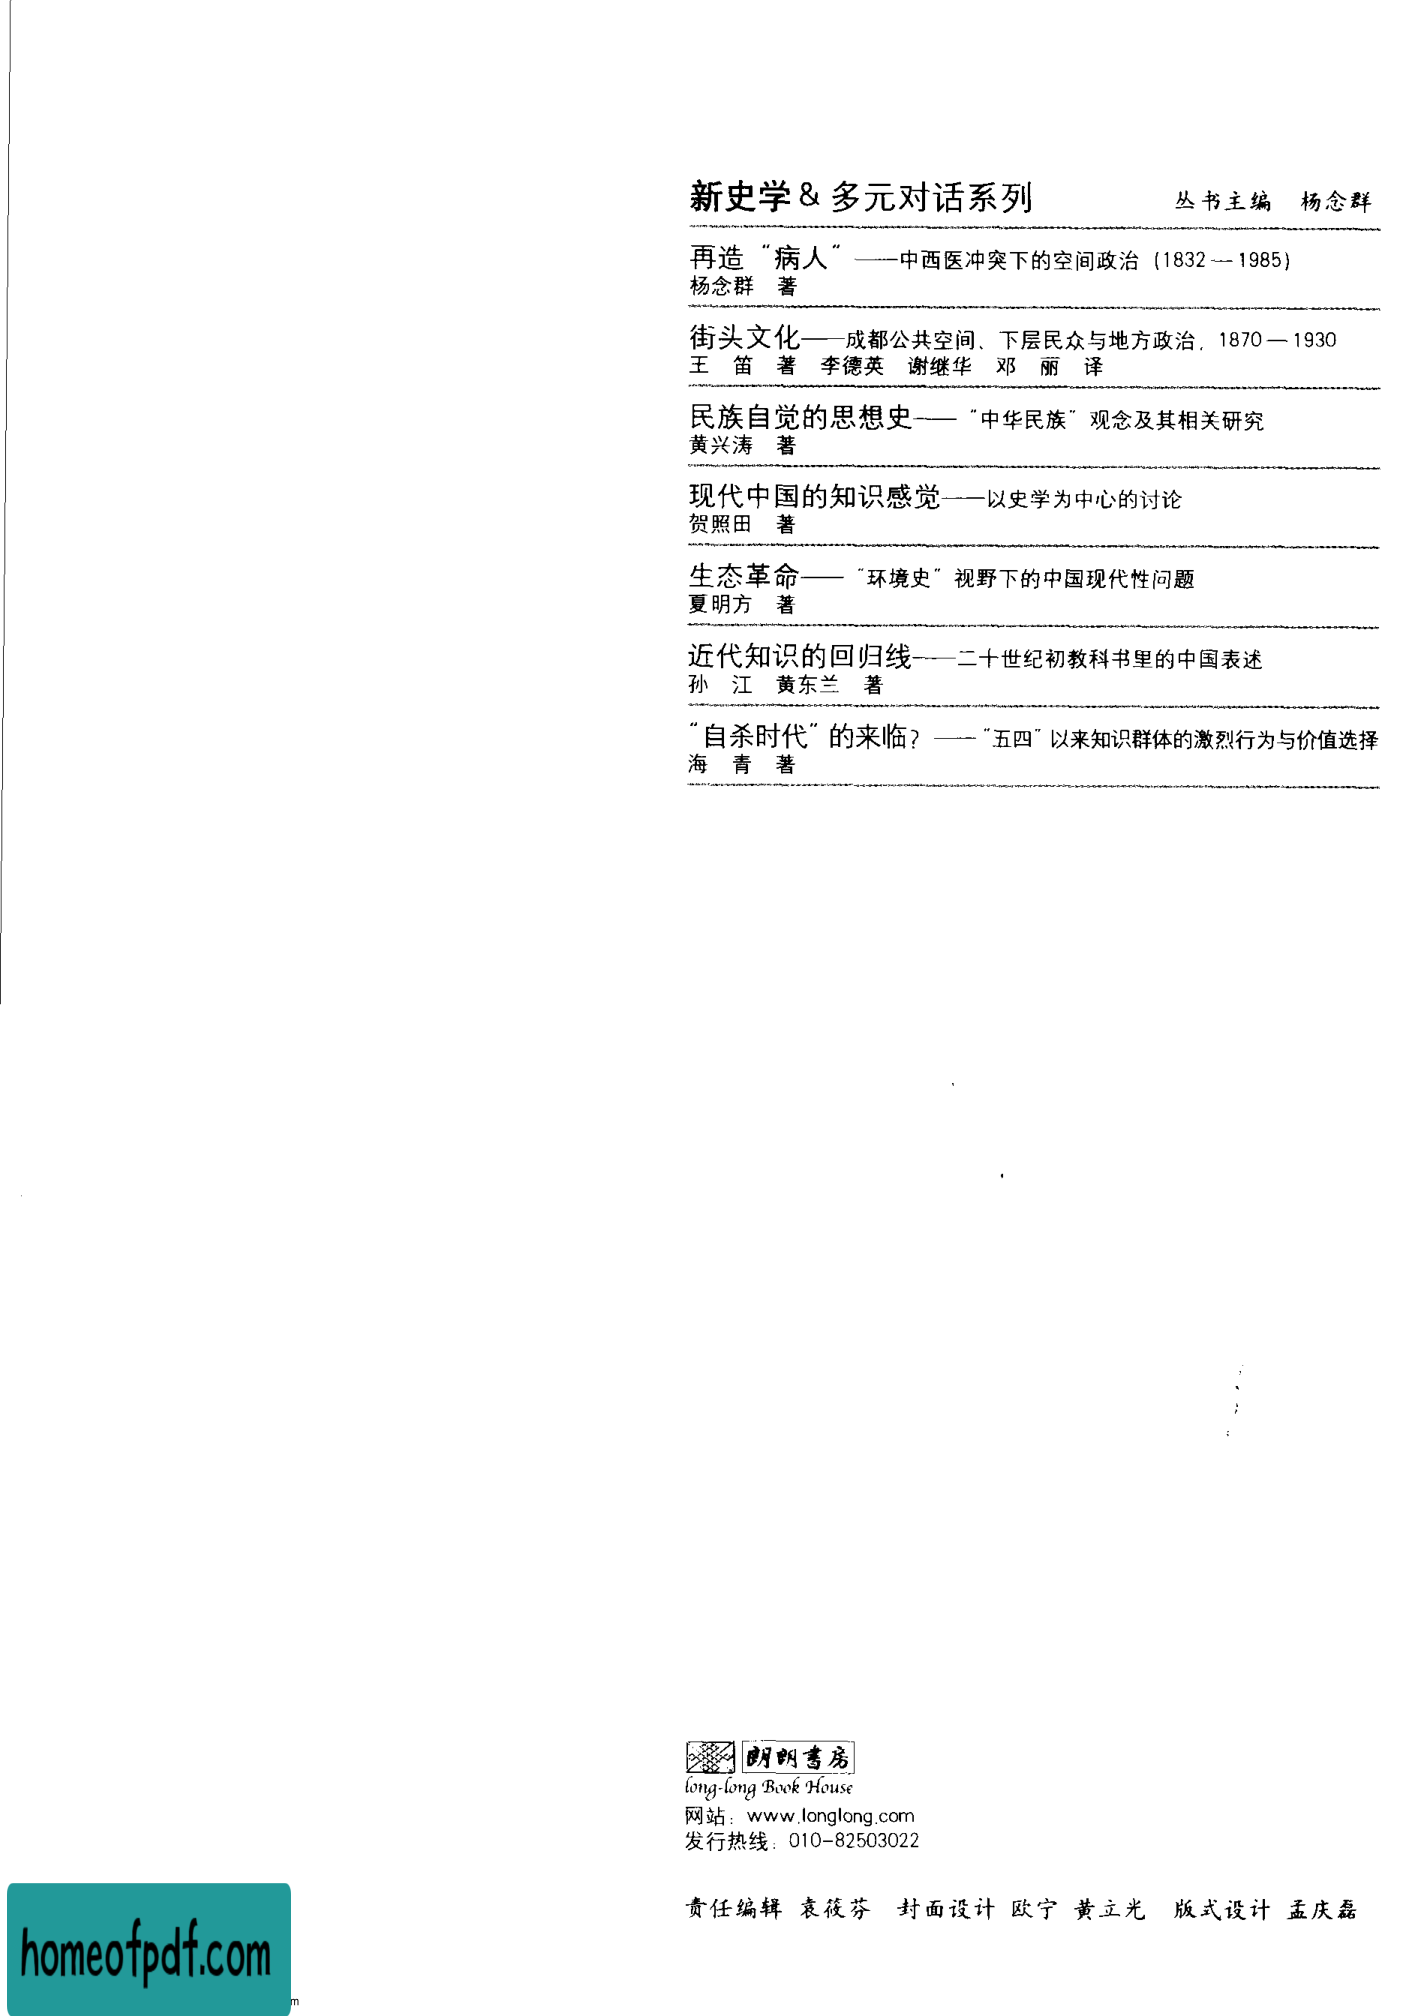 新史学&多元对话系列 丛书主编 杨念群
再造“病人”——中西医冲突下的空间政治(1832—1985)
杨念群 著
街头文化——成都公共空间、下层民众与地方政治,1870—1930
王 笛 著 李德英 谢继华 邓 丽 译
民族自觉的思想史——“中华民族”观念及其相关研究
黄兴涛 著
现代中国的知识感觉——以史学为中心的讨论
贺照田 著
生态革命——“环境史”视野下的中国现代性问题
夏明方 著
近代知识的回归线——二十世纪初教科书里的中国表述
孙 江 黄东兰 著
“自杀时代”的来临?——“五四”以来知识群体的激烈行为与价值选择
海 青 著
朗朗書房
long-long Book House
网站:www.longlong.com
发行热线:010-82503022
责任编辑 袁筱芬 封面设计 欧宁 黄立光 版式设计 孟庆磊
homeofpdf.com
m